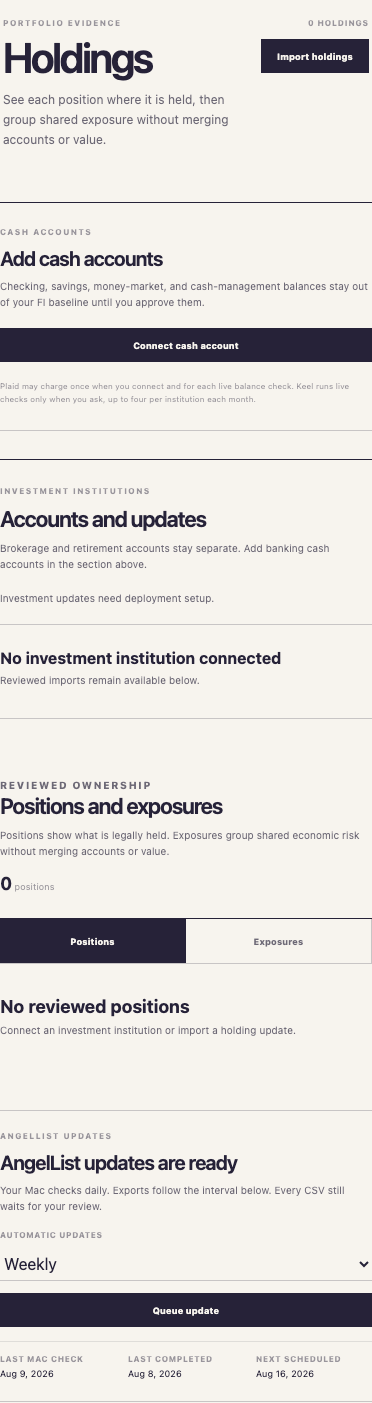 PORTFOLIO EVIDENCE
0 HOLDINGS
Holdings
Import holdings
See each position where it is held, then
group shared exposure without merging
accounts or value.
CASH ACCOUNTS
Add cash accounts
Checking, savings, money-market, and cash-management balances stay out
of your FI baseline until you approve them.
Connect cash account
Plaid may charge once when you connect and for each live balance check. Keel runs live
checks only when you ask, up to four per institution each month.
INVESTMENT INSTITUTIONS
Accounts and updates
Brokerage and retirement accounts stay separate. Add banking cash
accounts in the section above.
Investment updates need deployment setup.
No investment institution connected
Reviewed imports remain available below.
REVIEWED OWNERSHIP
Positions and exposures
Positions show what is legally held. Exposures group shared economic risk
without merging accounts or value.
0 positions
Positions
Exposures
No reviewed positions
Connect an investment institution or import a holding update.
ANGELLIST UPDATES
AngelList updates are ready
Your Mac checks daily. Exports follow the interval below. Every CSV still
waits for your review.
AUTOMATIC UPDATES
Weekly
Queue update
LAST MAC CHECK
LAST COMPLETED
NEXT SCHEDULED
Aug 9, 2026
Aug 8, 2026
Aug 16, 2026